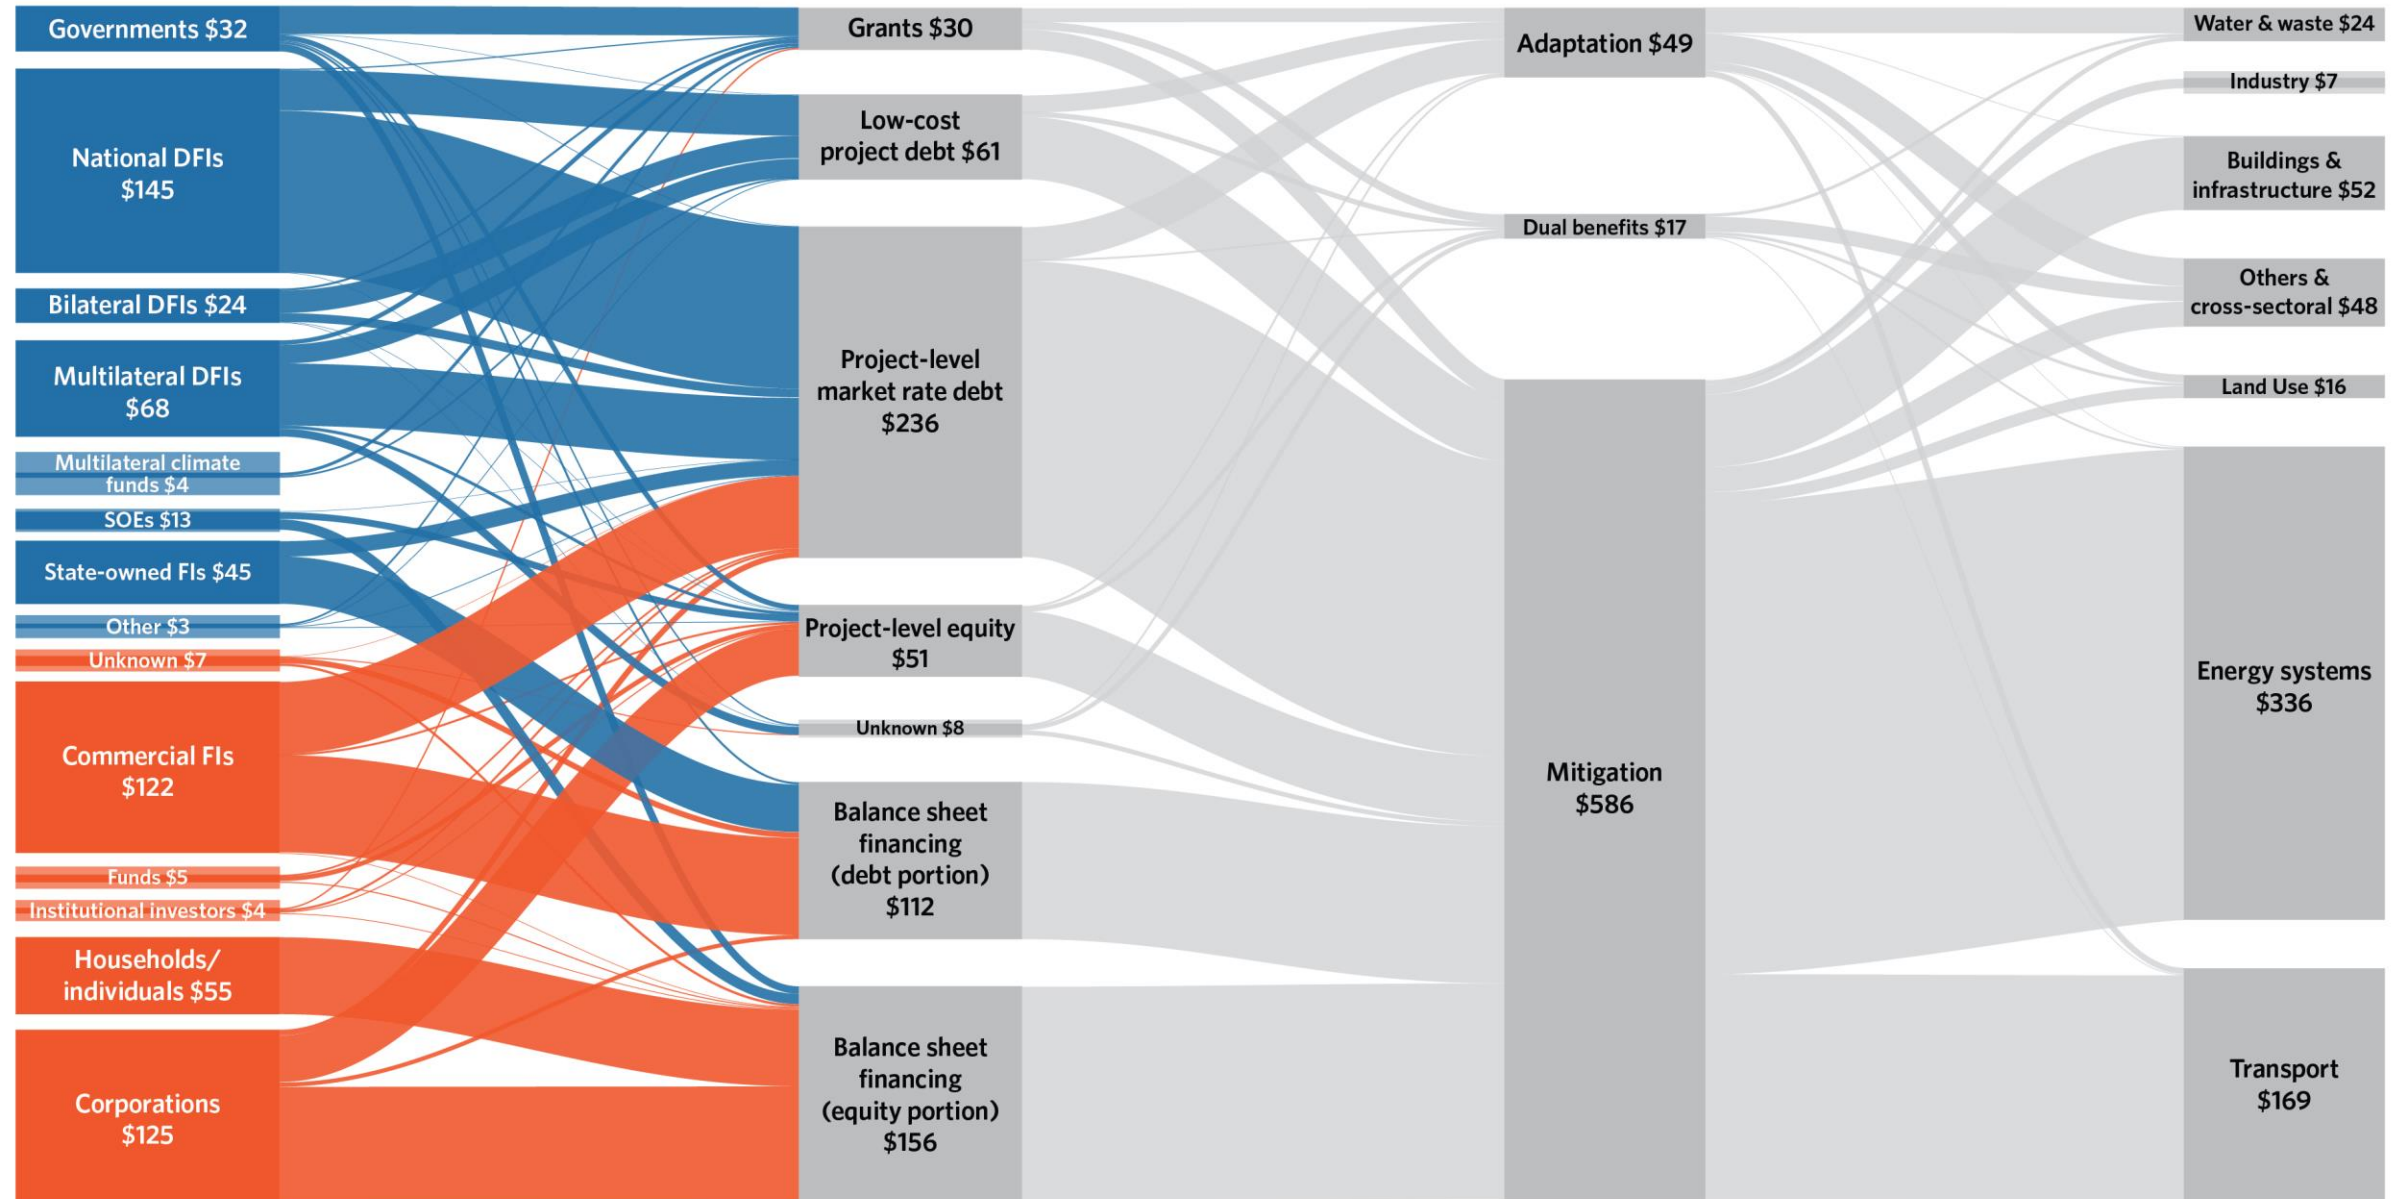 Governments $32
National DFIs
$145
Bilateral DFIs $24
Multilateral DFIs
$68
Multilateral climate
funds $4
SOEs $13
State-owned FIs $45
Other $3
Unknown $7
Commercial FIs
$122
Funds $5
Institutional investors $4
Households/
individuals $55
Corporations
$125
Grants $30
Low-cost
project debt $61
Project-level
market rate debt
$236
Project-level equity
$51
Unknown $8
Balance sheet
financing
(debt portion)
$112
Balance sheet
financing
(equity portion)
$156
Adaptation $49
Dual benefits $17
Mitigation
$586
Water & waste $24
Industry $7
Buildings &
infrastructure $52
Others &
cross-sectoral $48
Land Use $16
Energy systems
$336
Transport
$169